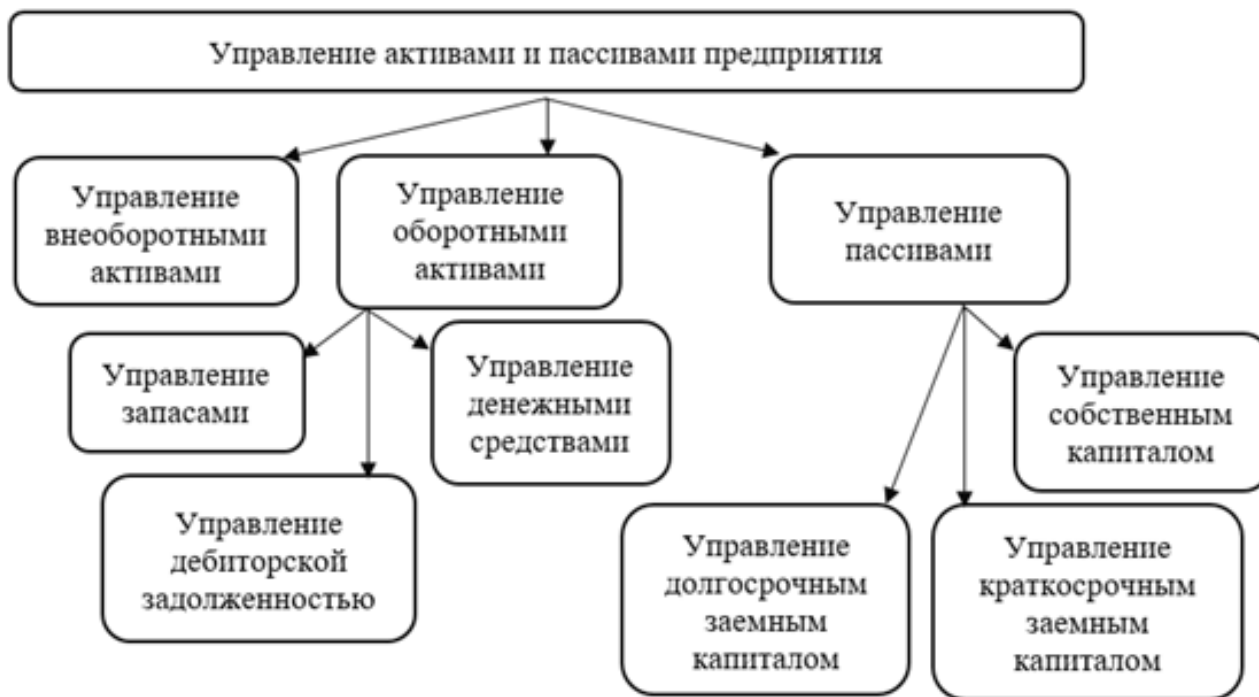 Управление активами и пассивами предприятия
Управление
внеоборотными
активами
Управление
оборотными
активами
Управление
пассивами
Управление
запасами
Управление
денежными
средствами
Управление
собственным
капиталом
Управление
дебиторской
задолженностью
Управление
долгосрочным
заемным
капиталом
Управление
краткосрочным
заемным
капиталом